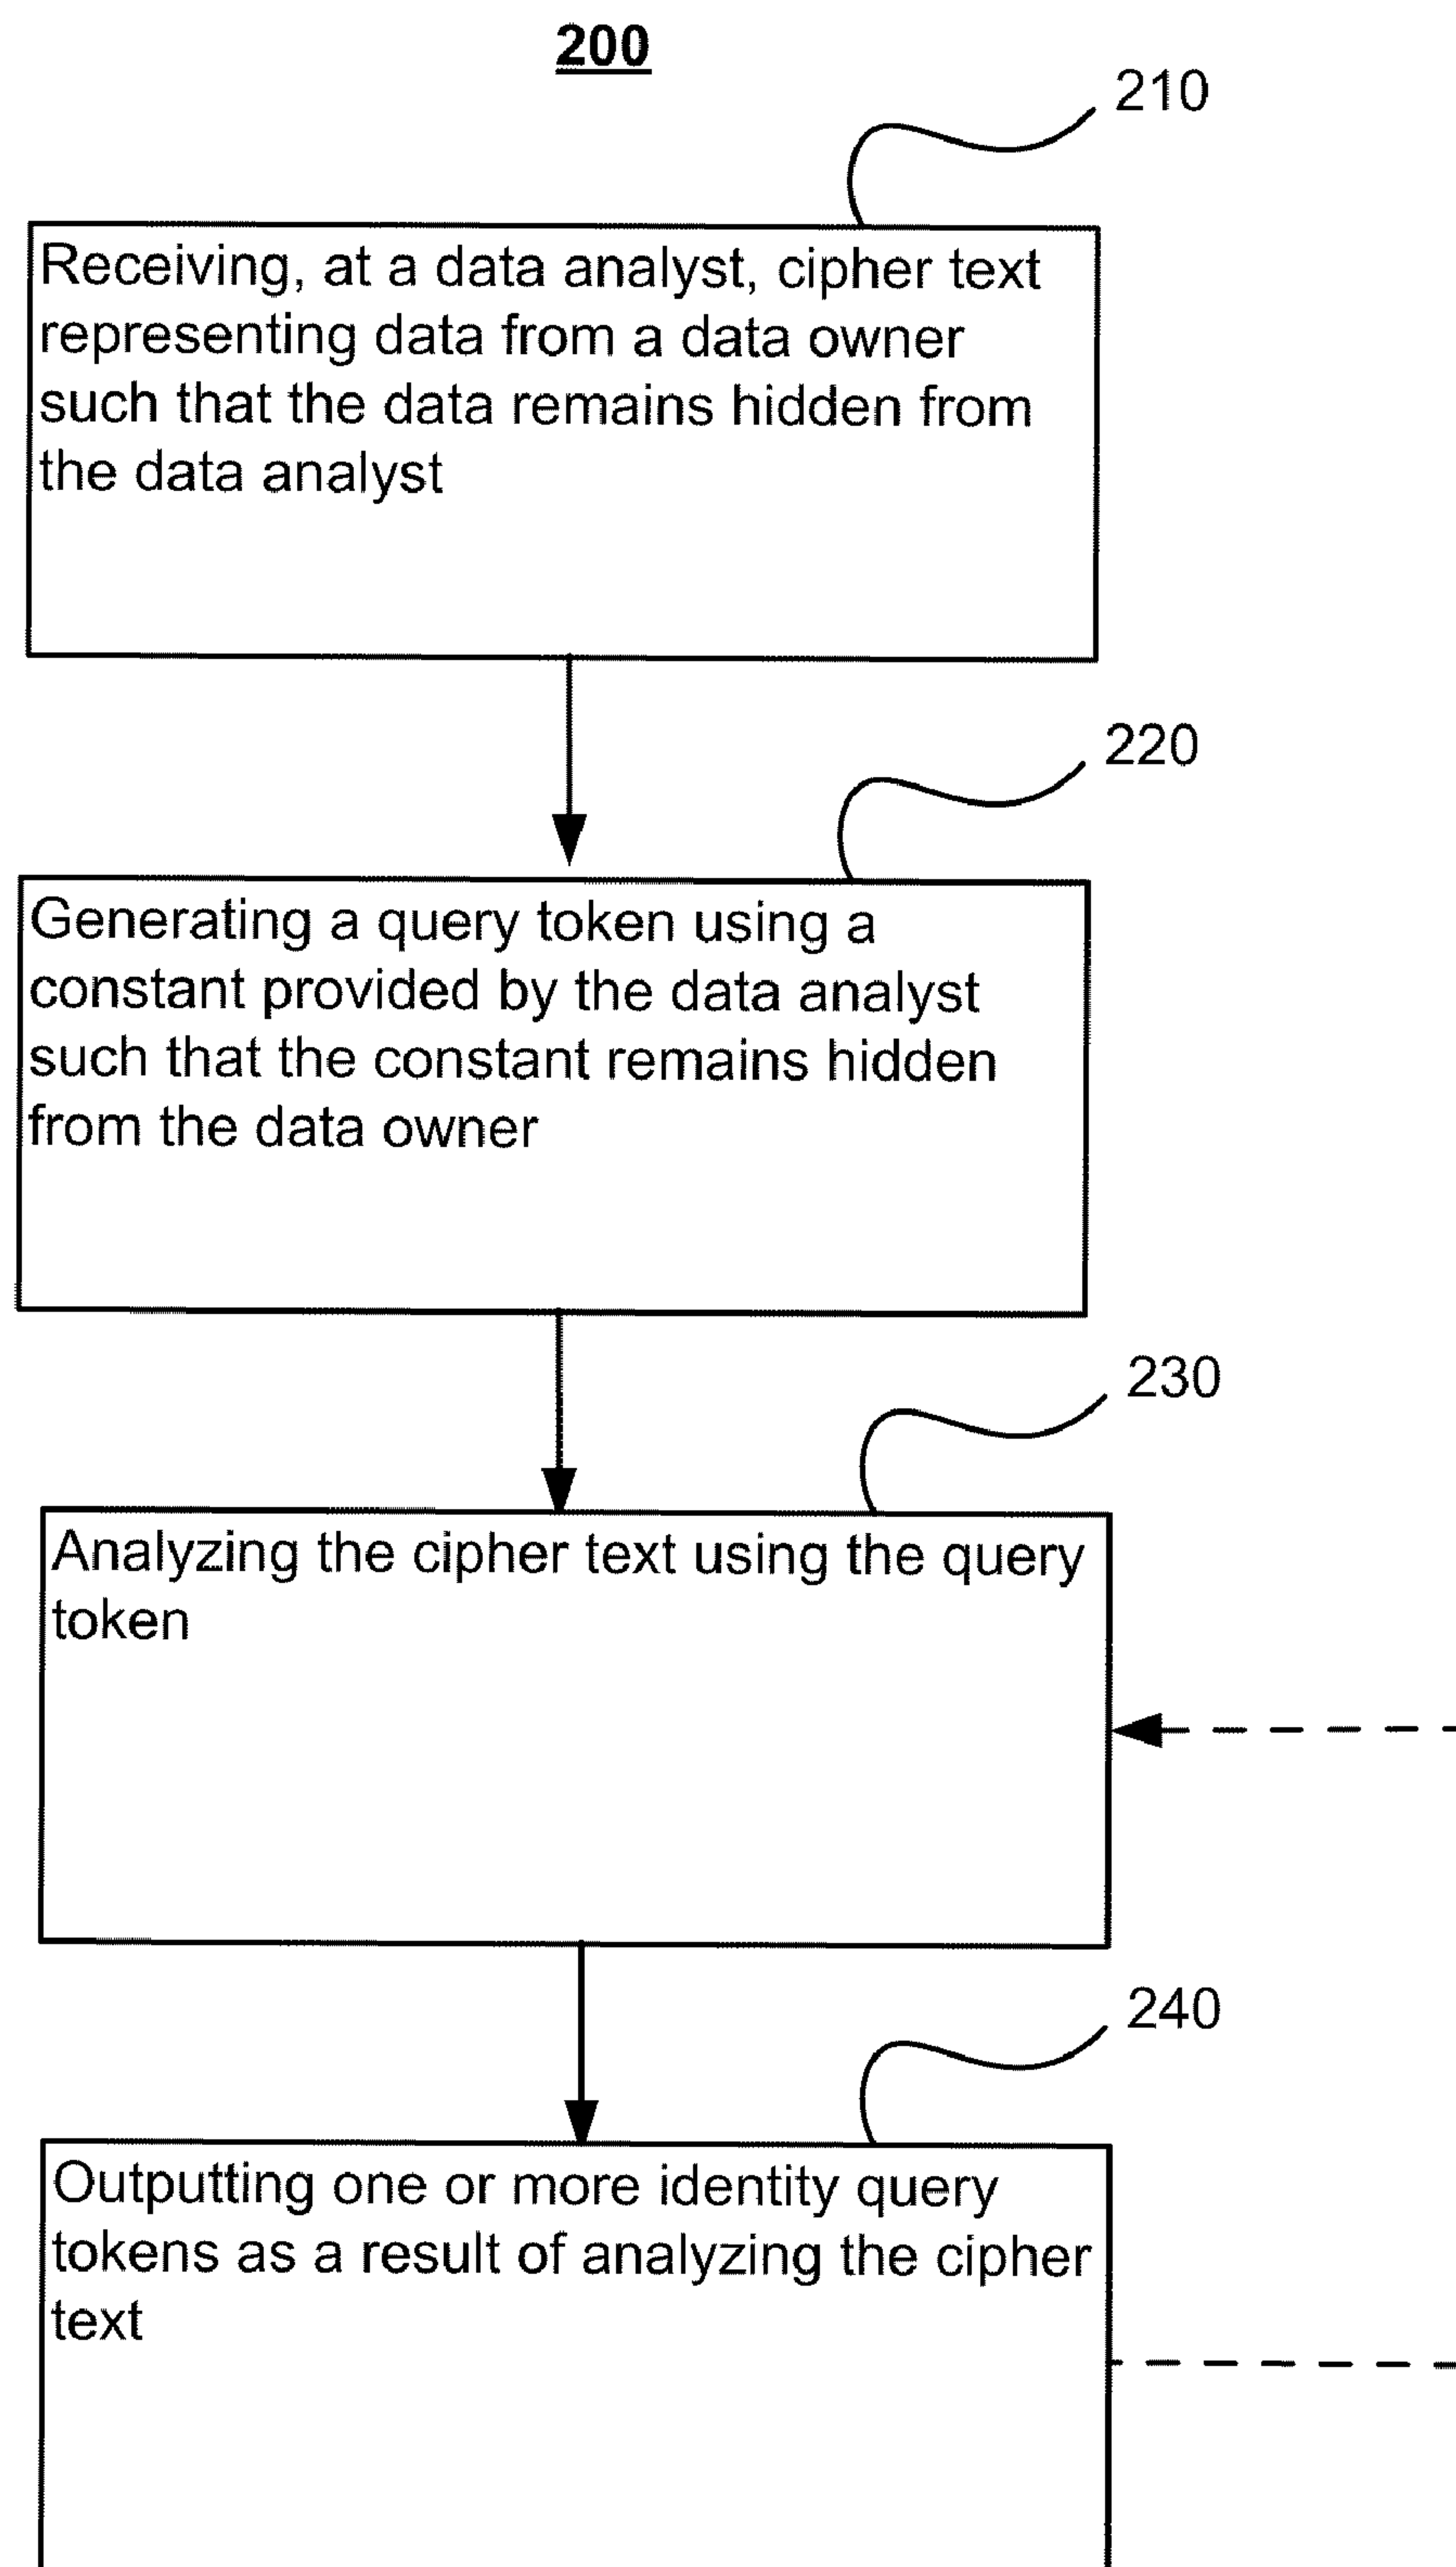 200
210
Receiving, at a data analyst, cipher text
representing data from a data owner
such that the data remains hidden from
the data analyst
220
Generating a query token using a
constant provided by the data analyst
such that the constant remains hidden
from the data owner
230
Analyzing the cipher text using the query
token
240
Outputting one or more identity query
tokens as a result of analyzing the cipher
text